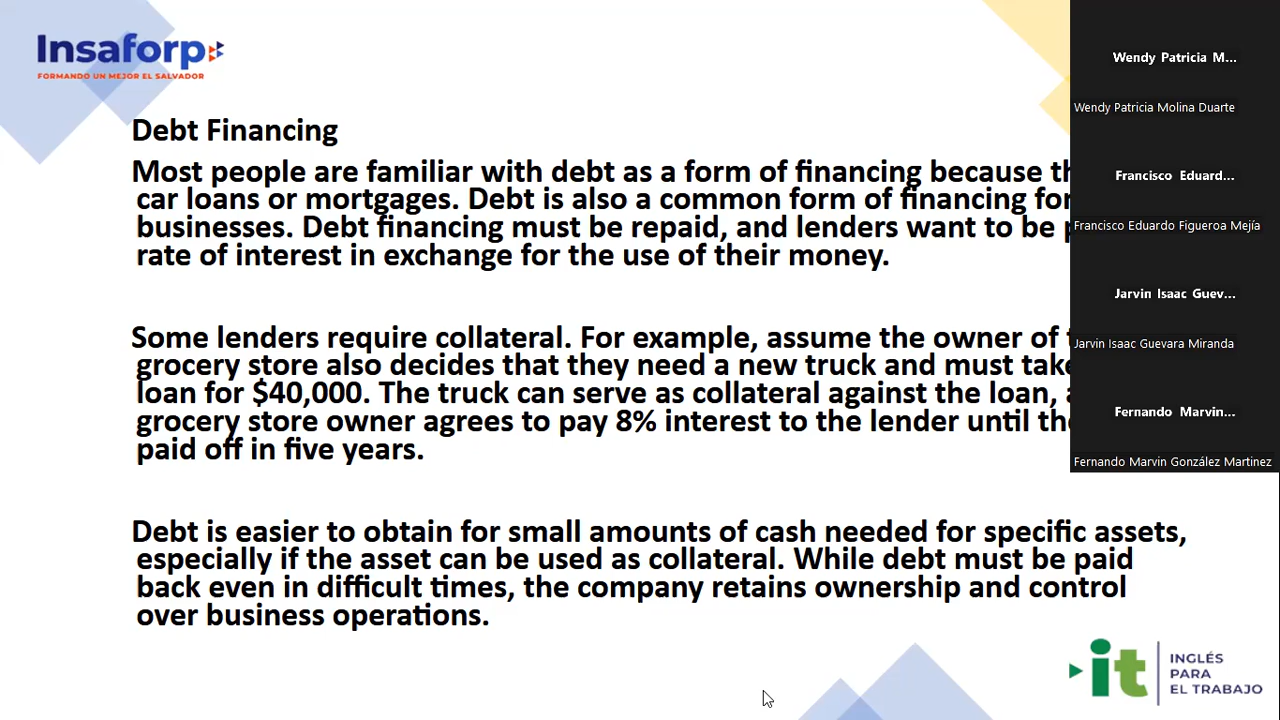 Insaforp
FORMANDO UN MEJOR EL SALVADOR
Debt Financing
Most people are familiar with debt as a form of financing because
car loans or mortgages. Debt is also a common form of financing for
businesses. Debt financing must be repaid, and lenders want to be
rate of interest in exchange for the use of their money.
Some lenders require collateral. For example, assume the owner of
grocery store also decides that they need a new truck and must take
loan for $40,000. The truck can serve as collateral against the loan,
grocery store owner agrees to pay 8% interest to the lender until
paid off in five years.
Debt is easier to obtain for small amounts of cash needed for specific assets,
especially if the asset can be used as collateral. While debt must be paid
back even in difficult times, the company retains ownership and control
over business operations.
Wendy Patricia M...
Wendy Patricia Molina Duarte
Francisco Eduard...
Francisco Eduardo Figueroa Mejía
Jarvin Isaac Guev...
Jarvin Isaac Guevara Miranda
Fernando Marvin...
Fernando Marvin González Martinez
it
INGLÉS
PARA
EL TRABAJO